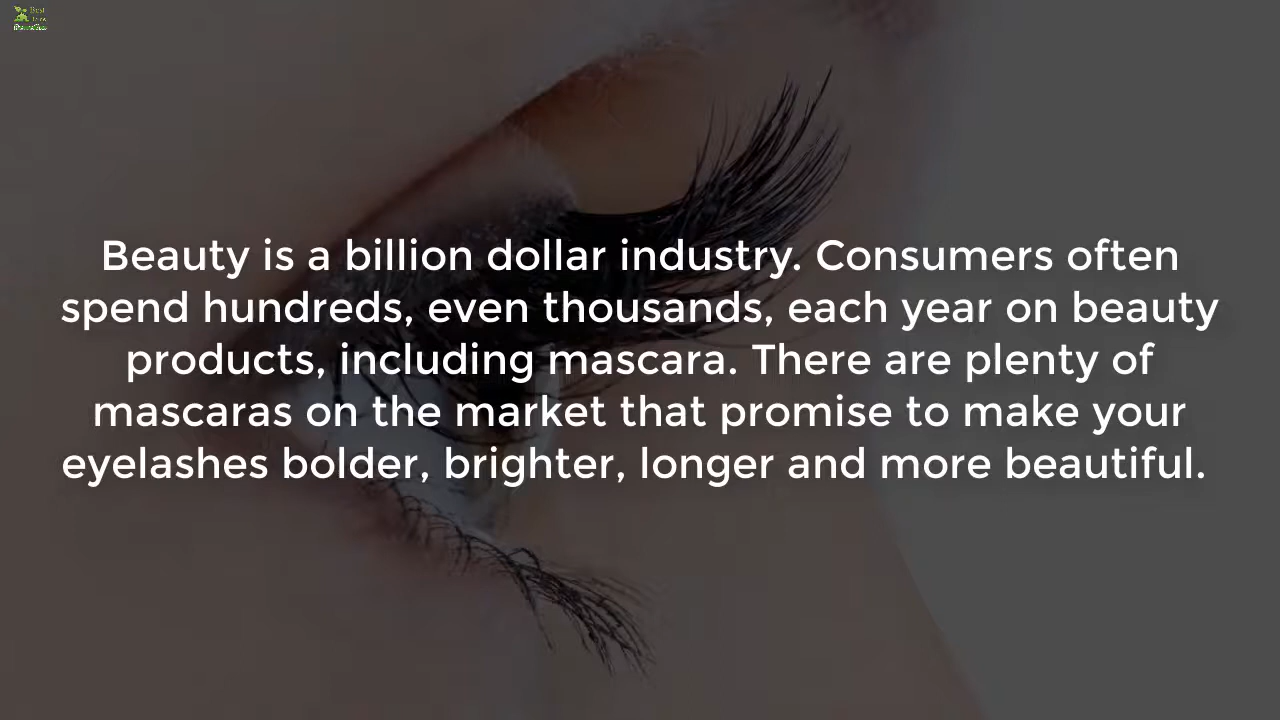 Beauty is a billion dollar industry. Consumers often
spend hundreds, even thousands, each year on beauty
products, including mascara. There are plenty of
mascaras on the market that promise to make your
eyelashes bolder, brighter, longer and more beautiful.